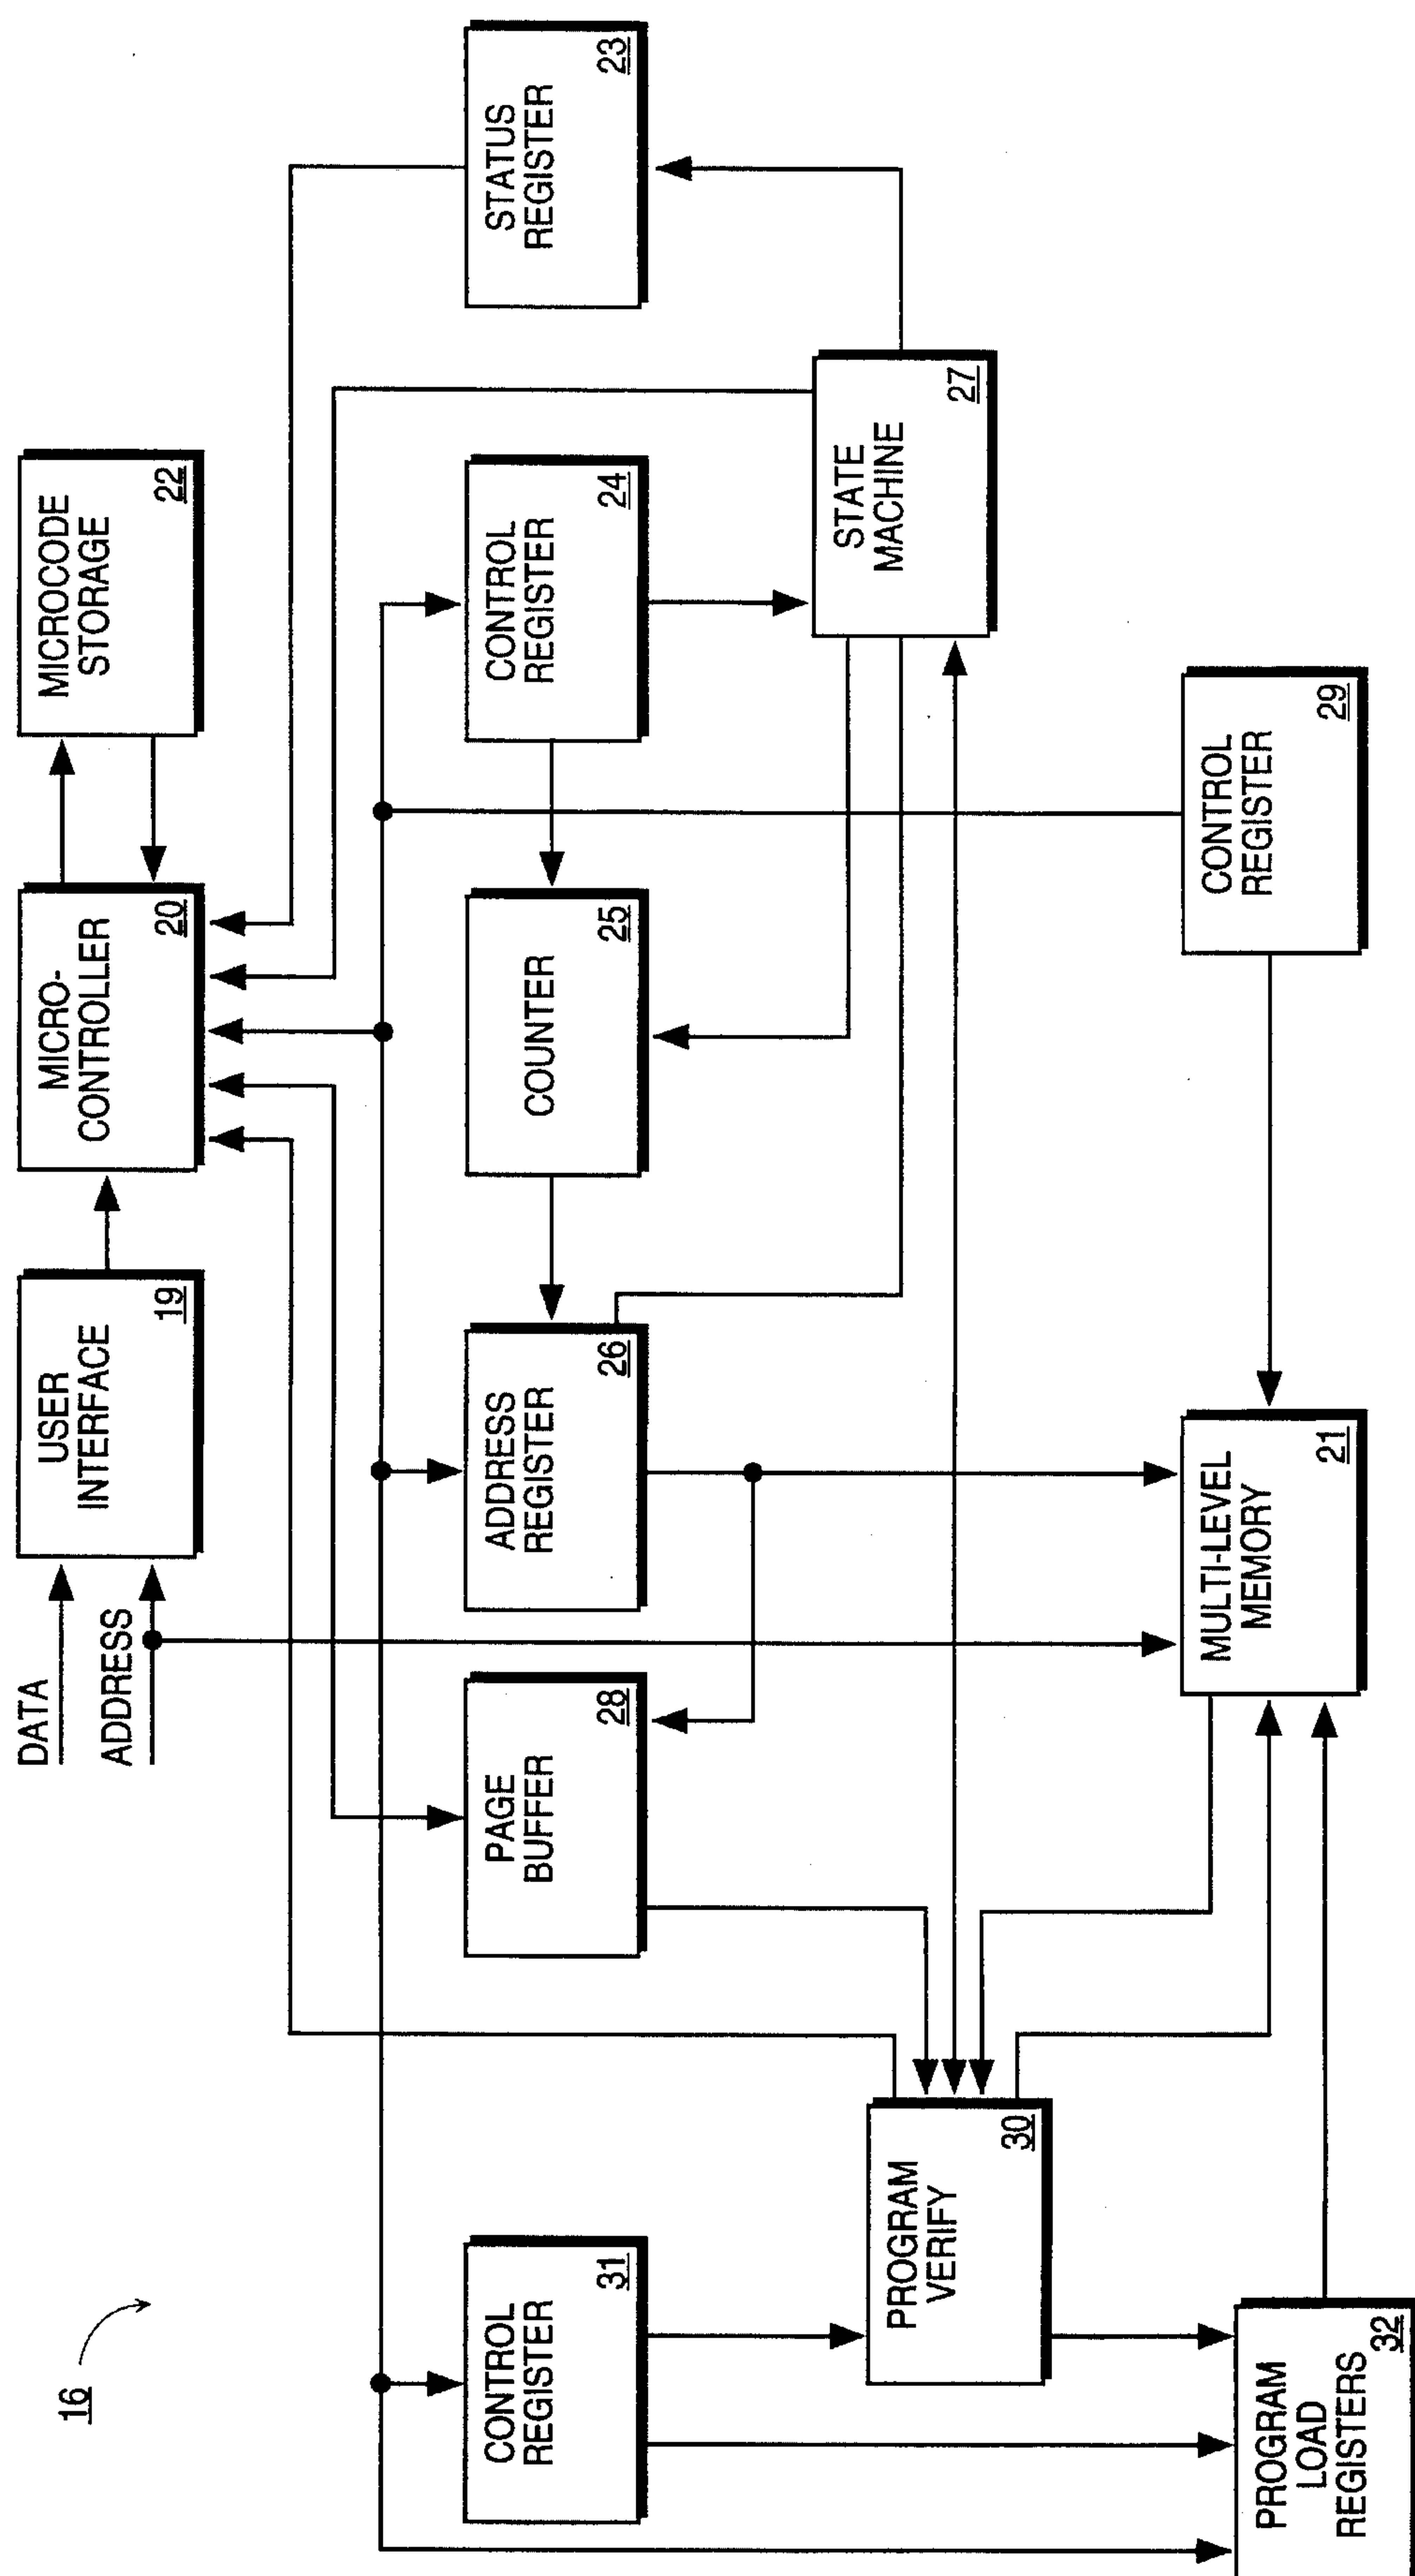 16
DATA
ADDRESS
USER
INTERFACE
19
MICRO-
CONTROLLER
20
MICROCODE
STORAGE
22
CONTROL
REGISTER
31
PAGE
BUFFER
28
ADDRESS
REGISTER
26
COUNTER
25
CONTROL
REGISTER
24
STATUS
REGISTER
23
PROGRAM
VERIFY
30
STATE
MACHINE
27
PROGRAM
LOAD
REGISTERS
32
MULTI-LEVEL
MEMORY
21
CONTROL
REGISTER
29